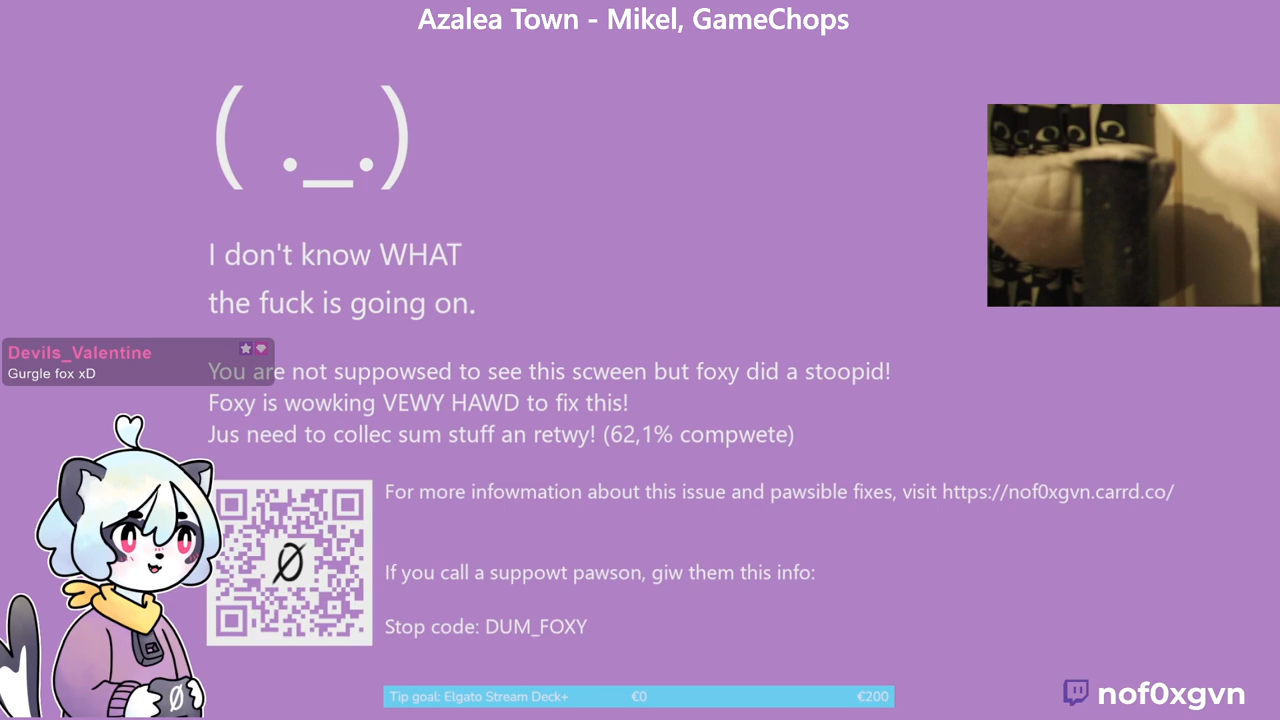 Azalea Town - Mikel, GameChops
( ._.)
I don't know WHAT
the fuck is going on.
Devils_Valentine
Gurgle fox xD
You are not suppowsed to see this scween but foxy did a stoopid!
Foxy is wowking VEWY HAWD to fix this!
Jus need to collec sum stuff an retwy! (62,1% compwete)
For more infowmation about this issue and pawsible fixes, visit https://nof0xgvn.carrd.co/
If you call a suppowt pawson, giw them this info:
Stop code: DUM_FOXY
Ø
Ø
Tip goal: Elgato Stream Deck+ €0 €200
nof0xgvn